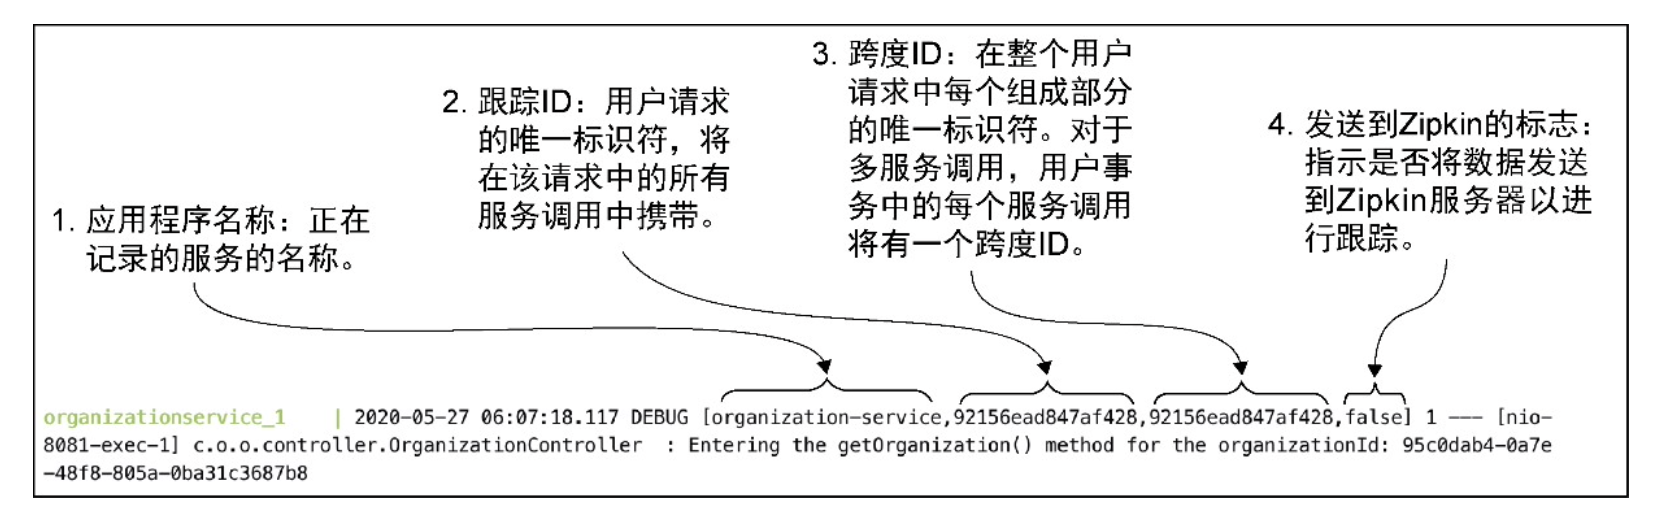 1. 应用程序名称：正在
记录的服务的名称。
2. 跟踪ID：用户请求
的唯一标识符，将
在该请求中的所有
服务调用中携带。
3. 跨度ID：在整个用户
请求中每个组成部分
的唯一标识符。对于
多服务调用，用户事
务中的每个服务调用
将有一个跨度ID。
4. 发送到Zipkin的标志：
指示是否将数据发送
到Zipkin服务器以进
行跟踪。
organizationservice_1 | 2020-05-27 06:07:18.117 DEBUG [organization-service,92156ead847af428,92156ead847af428,false] 1 --- [nio-
8081-exec-1] c.o.o.controller.OrganizationController : Entering the getOrganization() method for the organizationId: 95c0dab4-0a7e
-48f8-805a-0ba31c3687b8